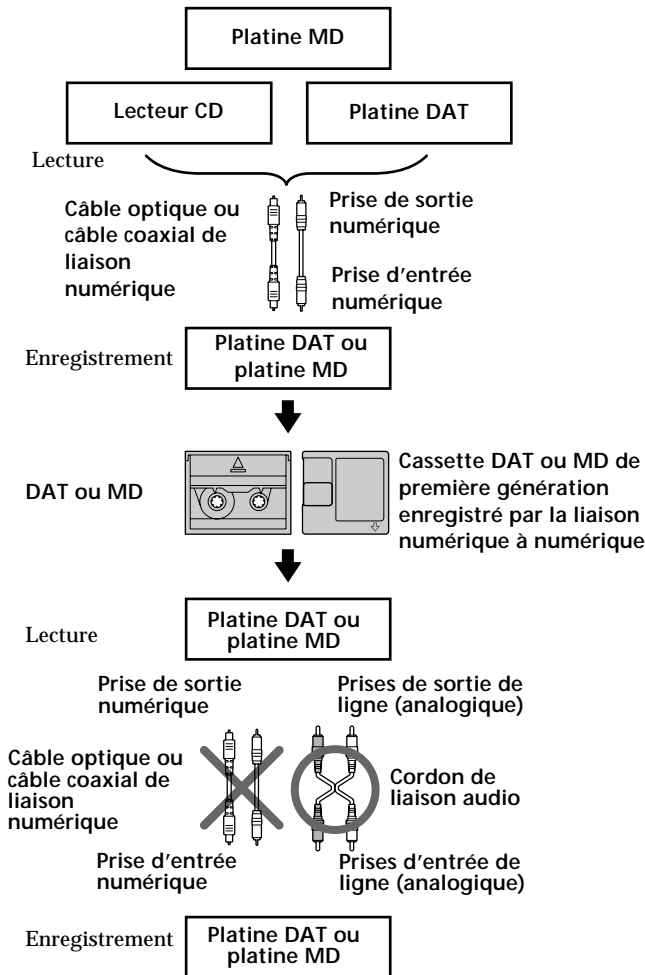 Platine MD
Lecteur CD
Platine DAT
Lecture
Câble optique ou
câble coaxial de
liaison
numérique
Prise de sortie
numérique
Prise d'entrée
numérique
Enregistrement
Platine DAT ou
platine MD
DAT ou MD
Cassette DAT ou MD de
première génération
enregistré par la liaison
numérique à numérique
Lecture
Platine DAT ou
platine MD
Prise de sortie
numérique
Prises de sortie de
ligne (analogique)
Câble optique ou
câble coaxial de
liaison
numérique
Cordon de
liaison audio
Prise d'entrée
numérique
Prises d'entrée de
ligne (analogique)
Enregistrement
Platine DAT ou
platine MD